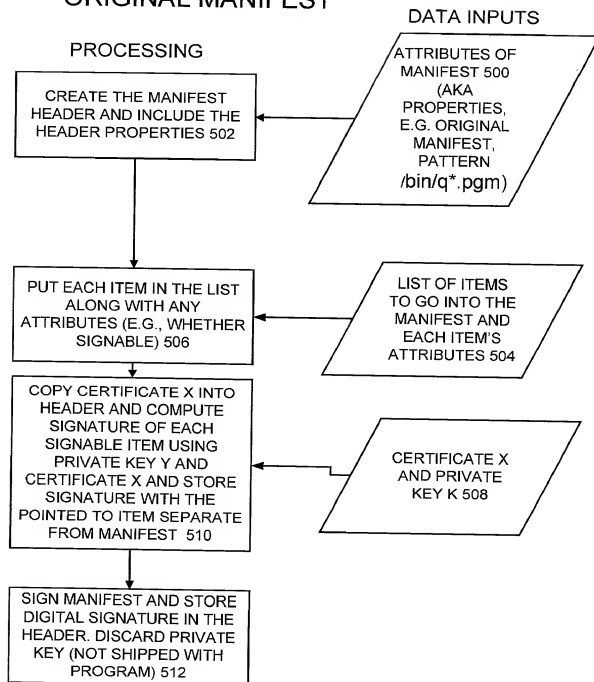 ORIGINAL MANIFEST
DATA INPUTS
PROCESSING
ATTRIBUTES OF
MANIFEST 500
(AKA
PROPERTIES,
E.G. ORIGINAL
MANIFEST,
PATTERN
/bin/q*.pgm)
CREATE THE MANIFEST
HEADER AND INCLUDE THE
HEADER PROPERTIES 502
PUT EACH ITEM IN THE LIST
ALONG WITH ANY
ATTRIBUTES (E.G., WHETHER
SIGNABLE) 506
LIST OF ITEMS
TO GO INTO THE
MANIFEST AND
EACH ITEM'S
ATTRIBUTES 504
COPY CERTIFICATE X INTO
HEADER AND COMPUTE
SIGNATURE OF EACH
SIGNABLE ITEM USING
PRIVATE KEY Y AND
CERTIFICATE X AND STORE
SIGNATURE WITH THE
POINTED TO ITEM SEPARATE
FROM MANIFEST 510
CERTIFICATE X
AND PRIVATE
KEY K 508
SIGN MANIFEST AND STORE
DIGITAL SIGNATURE IN THE
HEADER. DISCARD PRIVATE
KEY (NOT SHIPPED WITH
PROGRAM) 512